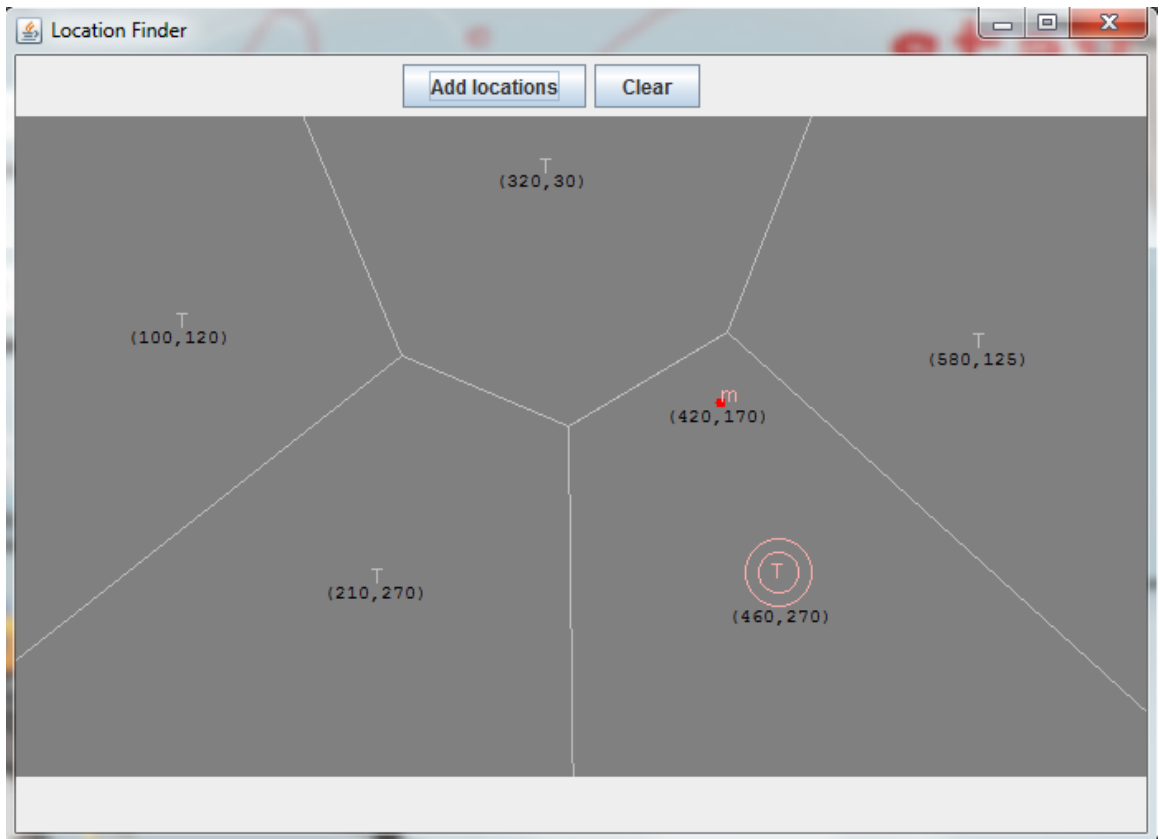 Location Finder
Add locations
Clear
T
(320,30)
T
(100,120)
T
(580,125)
m
(420,170)
T
(210,270)
T
(460,270)